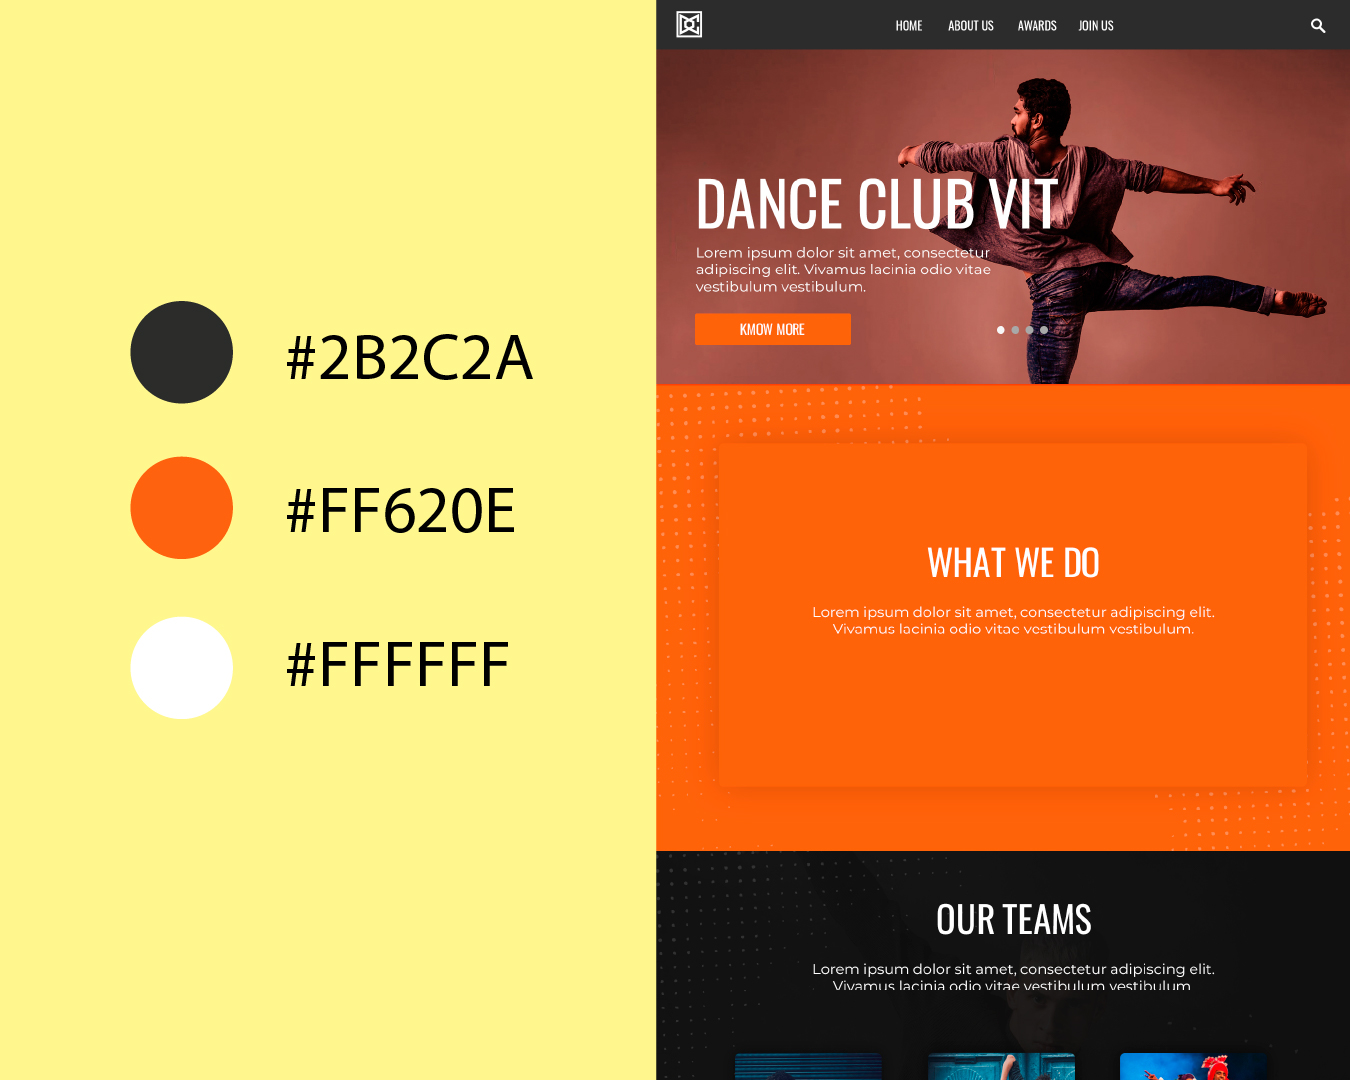 #2B2C2A
#FF620E
#FFFFFF
HOME ABOUT US AWARDS JOIN US
DANCE CLUB VIT
Lorem ipsum dolor sit amet, consectetur
adipiscing elit. Vivamus lacinia odio vitae
vestibulum vestibulum.
KMOW MORE
WHAT WE DO
Lorem ipsum dolor sit amet, consectetur adipiscing elit.
Vivamus lacinia odio vitae vestibulum vestibulum.
OUR TEAMS
Lorem ipsum dolor sit amet, consectetur adipiscing elit.
Vivamus lacinia odio vitae vestibulum vestibulum